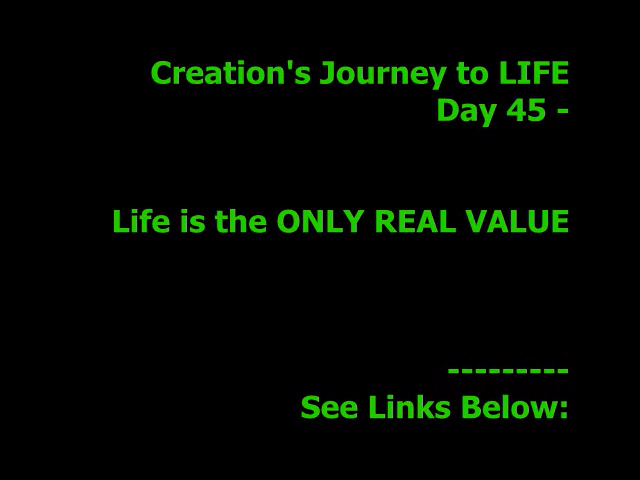 Creation's Journey to LIFE
Day 45 -
Life is the ONLY REAL VALUE
---------
See Links Below: